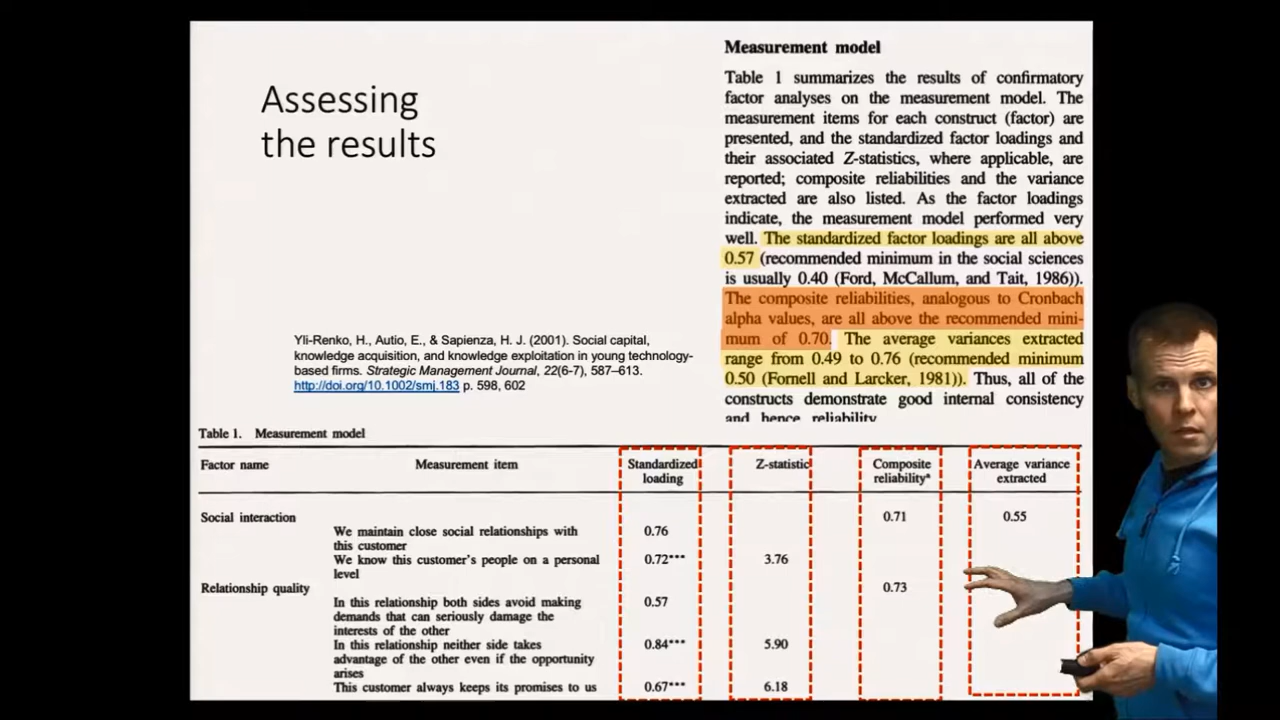 Assessing
the results
Measurement model
Table 1 summarizes the results of confirmatory
factor analyses on the measurement model. The
measurement items for each construct (factor) are
presented, and the standardized factor loadings and
their associated Z-statistics, where applicable, are
reported; composite reliabilities and the variance
extracted are also listed. As the factor loadings
indicate, the measurement model performed very
well. The standardized factor loadings are all above
0.57 (recommended minimum in the social sciences
is usually 0.40 (Ford, McCallum, and Tait, 1986)).
The composite reliabilities, analogous to Cronbach
alpha values, are all above the recommended mini-
mum of 0.70. The average variances extracted
range from 0.49 to 0.76 (recommended minimum
0.50 (Fornell and Larcker, 1981)). Thus, all of the
constructs demonstrate good internal consistency
and hence reliability
Yli-Renko, H., Autio, E., & Sapienza, H. J. (2001). Social capital,
knowledge acquisition, and knowledge exploitation in young technology-
based firms. Strategic Management Journal, 22(6-7), 587–613.
http://doi.org/10.1002/smj.183 p. 598, 602
Table 1. Measurement model
Factor name Measurement item Standardized loading Z-statistic Composite reliability* Average variance extracted
Social interaction 0.71 0.55
We maintain close social relationships with 0.76
this customer
We know this customer's people on a personal 0.72*** 3.76
level
Relationship quality 0.73
In this relationship both sides avoid making 0.57
demands that can seriously damage the
interests of the other
In this relationship neither side takes 0.84*** 5.90
advantage of the other even if the opportunity
arises
This customer always keeps its promises to us 0.67*** 6.18